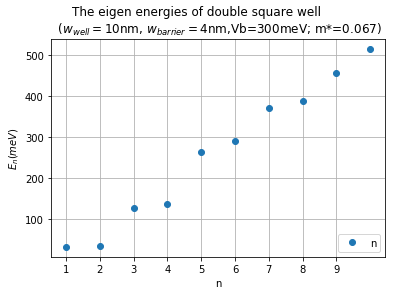 The eigen energies of double square well
(w_well = 10nm, w_barrier = 4nm,Vb=300meV; m*=0.067)
500
400
300
200
100
E_n(meV)
1 2 3 4 5 6 7 8 9
n
n